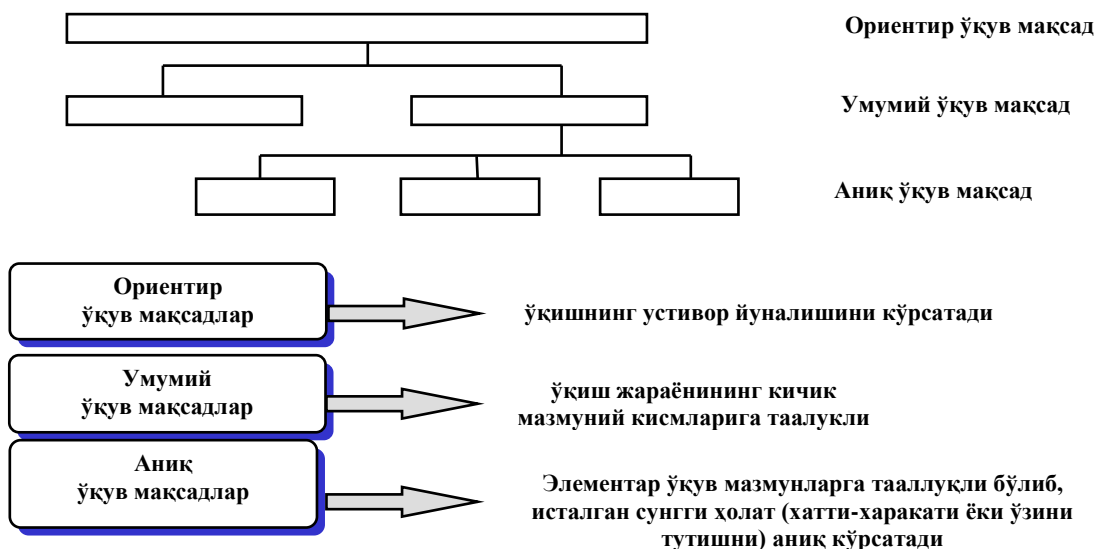 Ориентир ўқув мақсад
Умумий ўқув мақсад
Аниқ ўқув мақсад
Ориентир
ўқув мақсадлар
ўқишнинг устивор йуналишини кўрсатади
Умумий
ўқув мақсадлар
ўқиш жараёнининг кичик
мазмуний кисмларига таалукли
Аниқ
ўқув мақсадлар
Элементар ўқув мазмунларга тааллуқли бўлиб,
исталган сунгги ҳолат (хатти-харакати ёки ўзини
тутишни) аниқ кўрсатади